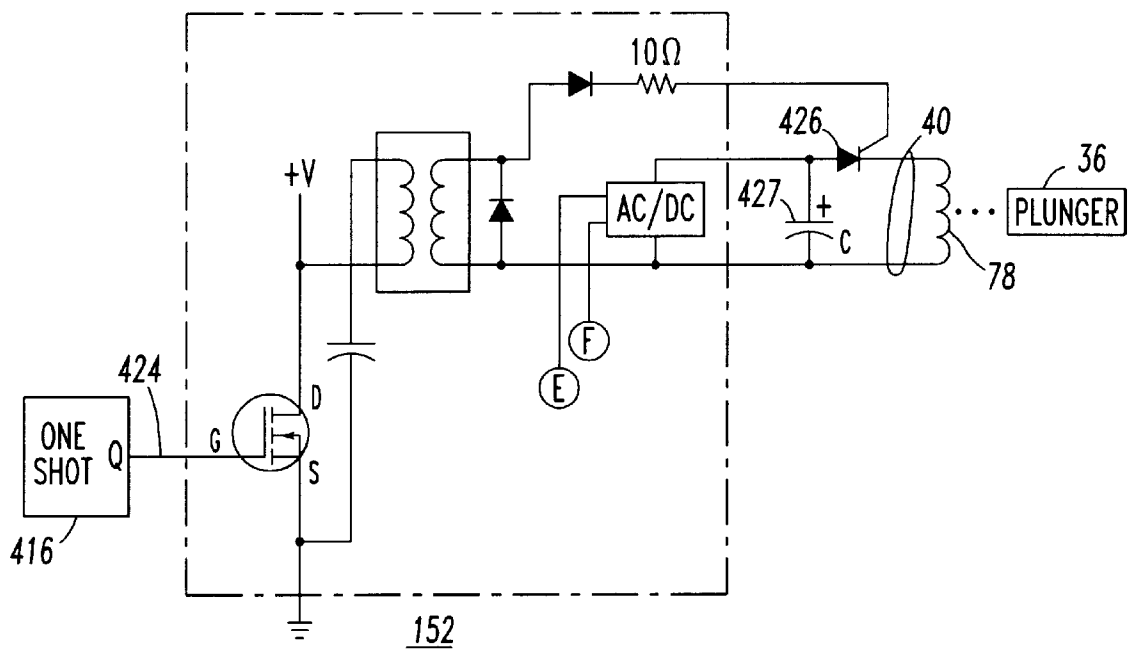 10Ω
426
40
36
+V
427
+
C
AC/DC
PLUNGER
78
F
E
424
D
G
S
ONE
SHOT
Q
416
152